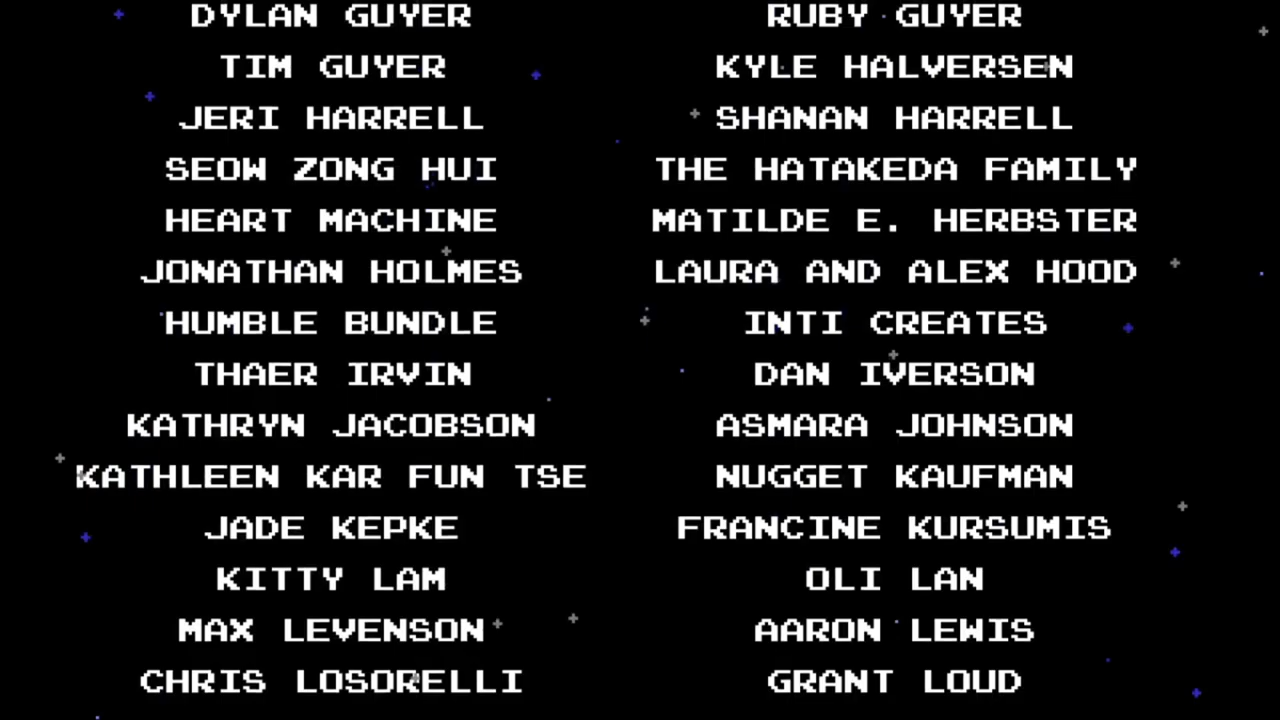 DYLAN GUYER RUBY GUYER
TIM GUYER KYLE HALVERSEN
JERI HARRELL SHANAN HARRELL
SEOW ZONG HUI THE HATAKEDA FAMILY
HEART MACHINE MATILDE E. HERBSTER
JONATHAN HOLMES LAURA AND ALEX HOOD
HUMBLE BUNDLE INTI CREATES
THAER IRVIN DAN IVERSON
KATHRYN JACOBSON ASMARA JOHNSON
KATHLEEN KAR FUN TSE NUGGET KAUFMAN
JADE KEPKE FRANCINE KURSUMIS
KITTY LAM OLI LAN
MAX LEVENSON AARON LEWIS
CHRIS LOSORELLI GRANT LOUD